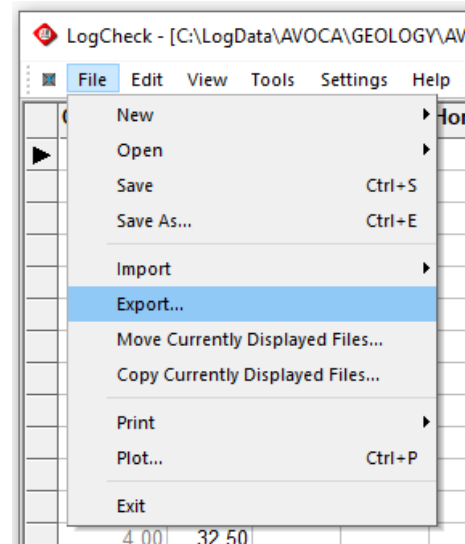 LogCheck - [C:\LogData\AVOCA\GEOLOGY\AV
File Edit View Tools Settings Help
New
Open
Save Ctrl+S
Save As... Ctrl+E
Import
Export...
Move Currently Displayed Files...
Copy Currently Displayed Files...
Print
Plot... Ctrl+P
Exit
4.00 32.50